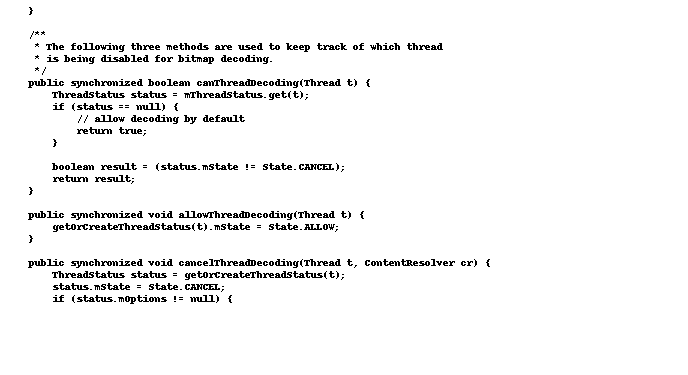 }
/**
* The following three methods are used to keep track of which thread
* is being disabled for bitmap decoding.
*/
public synchronized boolean canThreadDecoding(Thread t) {
ThreadStatus status = mThreadStatus.get(t);
if (status == null) {
// allow decoding by default
return true;
}
boolean result = (status.mState != State.CANCEL);
return result;
}
public synchronized void allowThreadDecoding(Thread t) {
getOrCreateThreadStatus(t).mState = State.ALLOW;
}
public synchronized void cancelThreadDecoding(Thread t, ContentResolver cr) {
ThreadStatus status = getOrCreateThreadStatus(t);
status.mState = State.CANCEL;
if (status.mOptions != null) {